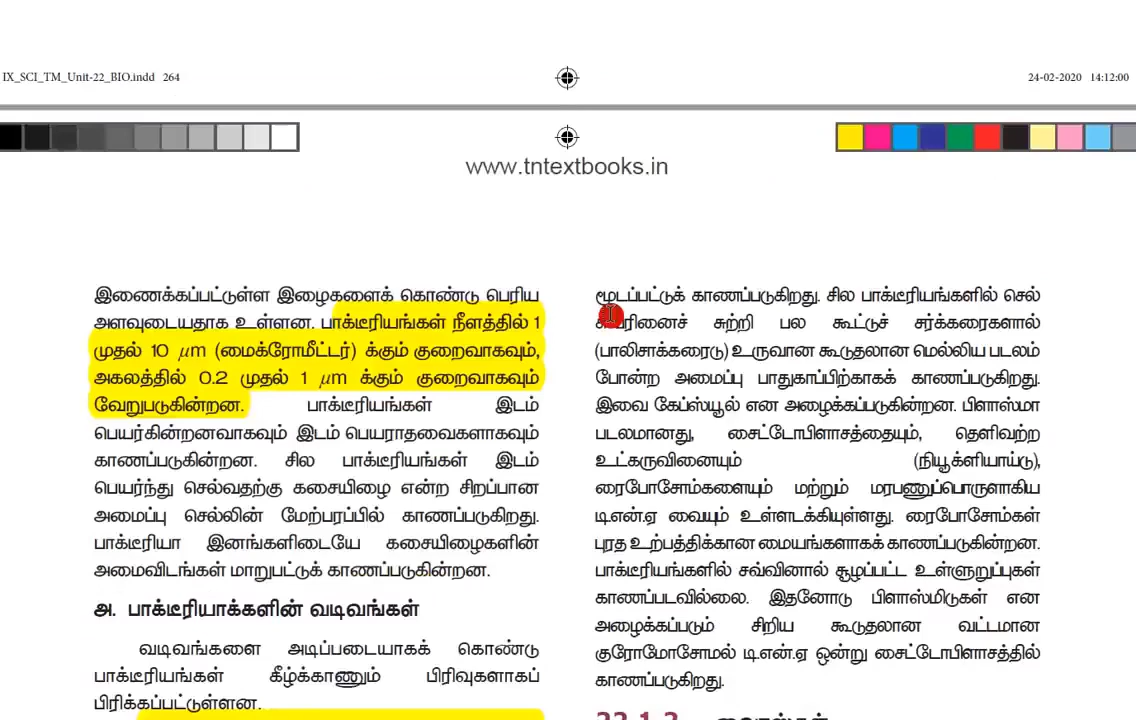 IX_SCI_TM_Unit-22_BIO.indd 264
24-02-2020 14:12:00
www.tntextbooks.in
இணைக்கப்பட்டுள்ள இழைகளைக் கொண்டு பெரிய
அளவுடையதாக உள்ளன. பாக்டீரியங்கள் நீளத்தில் 1
முதல் 10 µm (மைக்ரோமீட்டர்) க்கும் குறைவாகவும்,
அகலத்தில் 0.2 முதல் 1 µm க்கும் குறைவாகவும்
வேறுபடுகின்றன. பாக்டீரியங்கள் இடம்
பெயர்கின்றனவாகவும் இடம் பெயராதவைகளாகவும்
காணப்படுகின்றன. சில பாக்டீரியங்கள் இடம்
பெயர்ந்து செல்வதற்கு கசையிழை என்ற சிறப்பான
அமைப்பு செல்லின் மேற்பரப்பில் காணப்படுகிறது.
பாக்டீரியா இனங்களிடையே கசையிழைகளின்
அமைவிடங்கள் மாறுபட்டுக் காணப்படுகின்றன.
அ. பாக்டீரியாக்களின் வடிவங்கள்
வடிவங்களை அடிப்படையாகக் கொண்டு
பாக்டீரியங்கள் கீழ்க்காணும் பிரிவுகளாகப்
பிரிக்கப்பட்டுள்ளன.
மூடப்பட்டுக் காணப்படுகிறது. சில பாக்டீரியங்களில் செல்
சுற்றி பல கூட்டுச் சர்க்கரைகளால்
(பாலிசாக்கரைடு) உருவான கூடுதலான மெல்லிய படலம்
போன்ற அமைப்பு பாதுகாப்பிற்காகக் காணப்படுகிறது.
இவை கேப்ஸ்யூல் என அழைக்கப்படுகின்றன. பிளாஸ்மா
படலமானது, சைட்டோபிளாசத்தையும், தெளிவற்ற
உட்கருவினையும் (நியூக்ளியாய்டு),
ரைபோசோம்களையும் மற்றும் மரபணுப்பொருளாகிய
டி.என்.ஏ வையும் உள்ளடக்கியுள்ளது. ரைபோசோம்கள்
புரத உற்பத்திக்கான மையங்களாகக் காணப்படுகின்றன.
பாக்டீரியங்களில் சவ்வினால் சூழப்பட்ட உள்ளுறுப்புகள்
காணப்படவில்லை. இதனோடு பிளாஸ்மிடுகள் என
அழைக்கப்படும் சிறிய கூடுதலான வட்டமான
குரோமோசோமல் டி.என்.ஏ ஒன்று சைட்டோபிளாசத்தில்
காணப்படுகிறது.